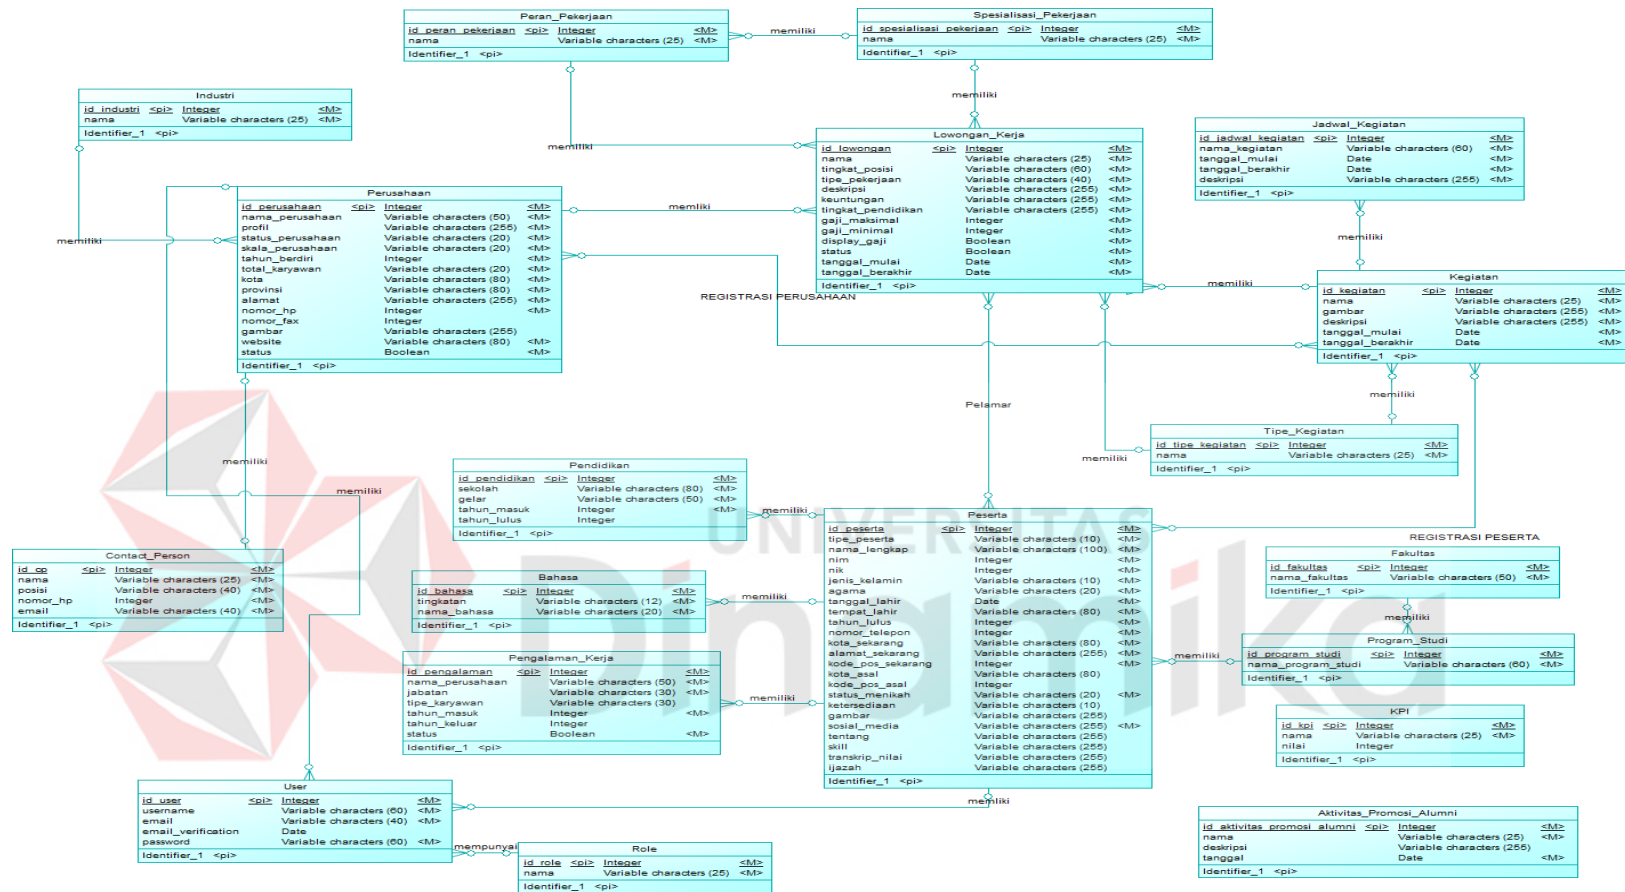 Peran_Pekerjaan
id_peran_pekerjaan <pi> Integer <M>
nama Variable characters (25) <M>
Identifier_1 <pi>
memiliki
Spesialisasi_Pekerjaan
id_spesialisasi_pekerjaan <pi> Integer <M>
nama Variable characters (25) <M>
Identifier_1 <pi>
memiliki
memiliki
Industri
id_industri <pi> Integer <M>
nama Variable characters (25) <M>
Identifier_1 <pi>
memiliki
Lowongan_Kerja
id_lowongan <pi> Integer <M>
nama Variable characters (25) <M>
tingkat_posisi Variable characters (60) <M>
tipe_pekerjaan Variable characters (40) <M>
deskripsi Variable characters (255) <M>
keuntungan Variable characters (255) <M>
tingkat_pendidikan Variable characters (255) <M>
gaji_maksimal Integer <M>
gaji_minimal Integer <M>
display_gaji Boolean <M>
status Boolean <M>
tanggal_mulai Date <M>
tanggal_berakhir Date <M>
Identifier_1 <pi>
Jadwal_Kegiatan
id_jadwal_kegiatan <pi> Integer <M>
nama_kegiatan Variable characters (60) <M>
tanggal_mulai Date <M>
tanggal_berakhir Date <M>
deskripsi Variable characters (255) <M>
Identifier_1 <pi>
memiliki
Perusahaan
id_perusahaan <pi> Integer <M>
nama_perusahaan Variable characters (50) <M>
profil Variable characters (255) <M>
status_perusahaan Variable characters (20) <M>
skala_perusahaan Variable characters (20) <M>
tahun_berdiri Integer <M>
total_karyawan Variable characters (20) <M>
kota Variable characters (80) <M>
provinsi Variable characters (80) <M>
alamat Variable characters (255) <M>
nomor_hp Integer <M>
nomor_fax Integer
gambar Variable characters (255)
website Variable characters (80) <M>
status Boolean <M>
Identifier_1 <pi>
memliki
REGISTRASI PERUSAHAAN
memiliki
Kegiatan
id_kegiatan <pi> Integer <M>
nama Variable characters (25) <M>
gambar Variable characters (255) <M>
deskripsi Variable characters (255) <M>
tanggal_mulai Date <M>
tanggal_berakhir Date <M>
Identifier_1 <pi>
memiliki
Pelamar
Tipe_Kegiatan
id_tipe_kegiatan <pi> Integer <M>
nama Variable characters (25) <M>
Identifier_1 <pi>
memiliki
memiliki
memiliki
Pendidikan
id_pendidikan <pi> Integer <M>
sekolah Variable characters (80) <M>
gelar Variable characters (50) <M>
tahun_masuk Integer <M>
tahun_lulus Integer
Identifier_1 <pi>
memiliki
UNIVERSITAS
Dinamika
Peserta
id_peserta <pi> Integer <M>
tipe_peserta Variable characters (10) <M>
nama_lengkap Variable characters (100) <M>
nim Integer <M>
nik Integer <M>
jenis_kelamin Variable characters (10) <M>
agama Variable characters (20) <M>
tanggal_lahir Date <M>
tempat_lahir Variable characters (80) <M>
tahun_lulus Integer <M>
nomor_telepon Integer <M>
kota_sekarang Variable characters (80) <M>
alamat_sekarang Variable characters (255) <M>
kode_pos_sekarang Integer <M>
kota_asal Variable characters (80)
kode_pos_asal Integer
status_menikah Variable characters (20) <M>
ketersediaan Variable characters (10)
gambar Variable characters (255)
sosial_media Variable characters (255) <M>
tentang Variable characters (255)
skill Variable characters (255)
transkrip_nilai Variable characters (255)
ijazah Variable characters (255)
Identifier_1 <pi>
REGISTRASI PESERTA
Fakultas
id_fakultas <pi> Integer <M>
nama_fakultas Variable characters (50) <M>
Identifier_1 <pi>
memiliki
Program_Studi
id_program_studi <pi> Integer <M>
nama_program_studi Variable characters (60) <M>
Identifier_1 <pi>
memiliki
Contact_Person
id_cp <pi> Integer <M>
nama Variable characters (25) <M>
posisi Variable characters (40) <M>
nomor_hp Integer <M>
email Variable characters (40) <M>
Identifier_1 <pi>
Bahasa
id_bahasa <pi> Integer <M>
tingkatan Variable characters (12) <M>
nama_bahasa Variable characters (20) <M>
Identifier_1 <pi>
memiliki
Pengalaman_Kerja
id_pengalaman <pi> Integer <M>
nama_perusahaan Variable characters (50) <M>
jabatan Variable characters (30) <M>
tipe_karyawan Variable characters (30)
tahun_masuk Integer <M>
tahun_keluar Integer
status Boolean <M>
Identifier_1 <pi>
memiliki
KPI
id_kpi <pi> Integer <M>
nama Variable characters (25) <M>
nilai Integer
Identifier_1 <pi>
User
id_user <pi> Integer <M>
username Variable characters (60) <M>
email Variable characters (40) <M>
email_verification Date
password Variable characters (60) <M>
Identifier_1 <pi>
memliki
mempunyai
Role
id_role <pi> Integer <M>
nama Variable characters (25) <M>
Identifier_1 <pi>
Aktivitas_Promosi_Alumni
id_aktivitas_promosi_alumni <pi> Integer <M>
nama Variable characters (25) <M>
deskripsi Variable characters (255)
tanggal Date <M>
Identifier_1 <pi>
memiliki